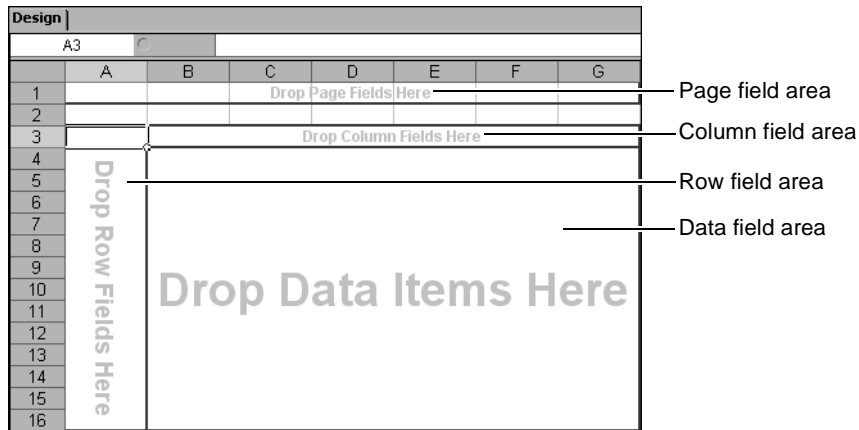 Design
A3
A B C D E F G
1 Drop Page Fields Here
2
3 Drop Column Fields Here
4
5
6
7
8
9
10
11
12
13
14
15
16
Drop Row Fields Here
Drop Data Items Here
Page field area
Column field area
Row field area
Data field area